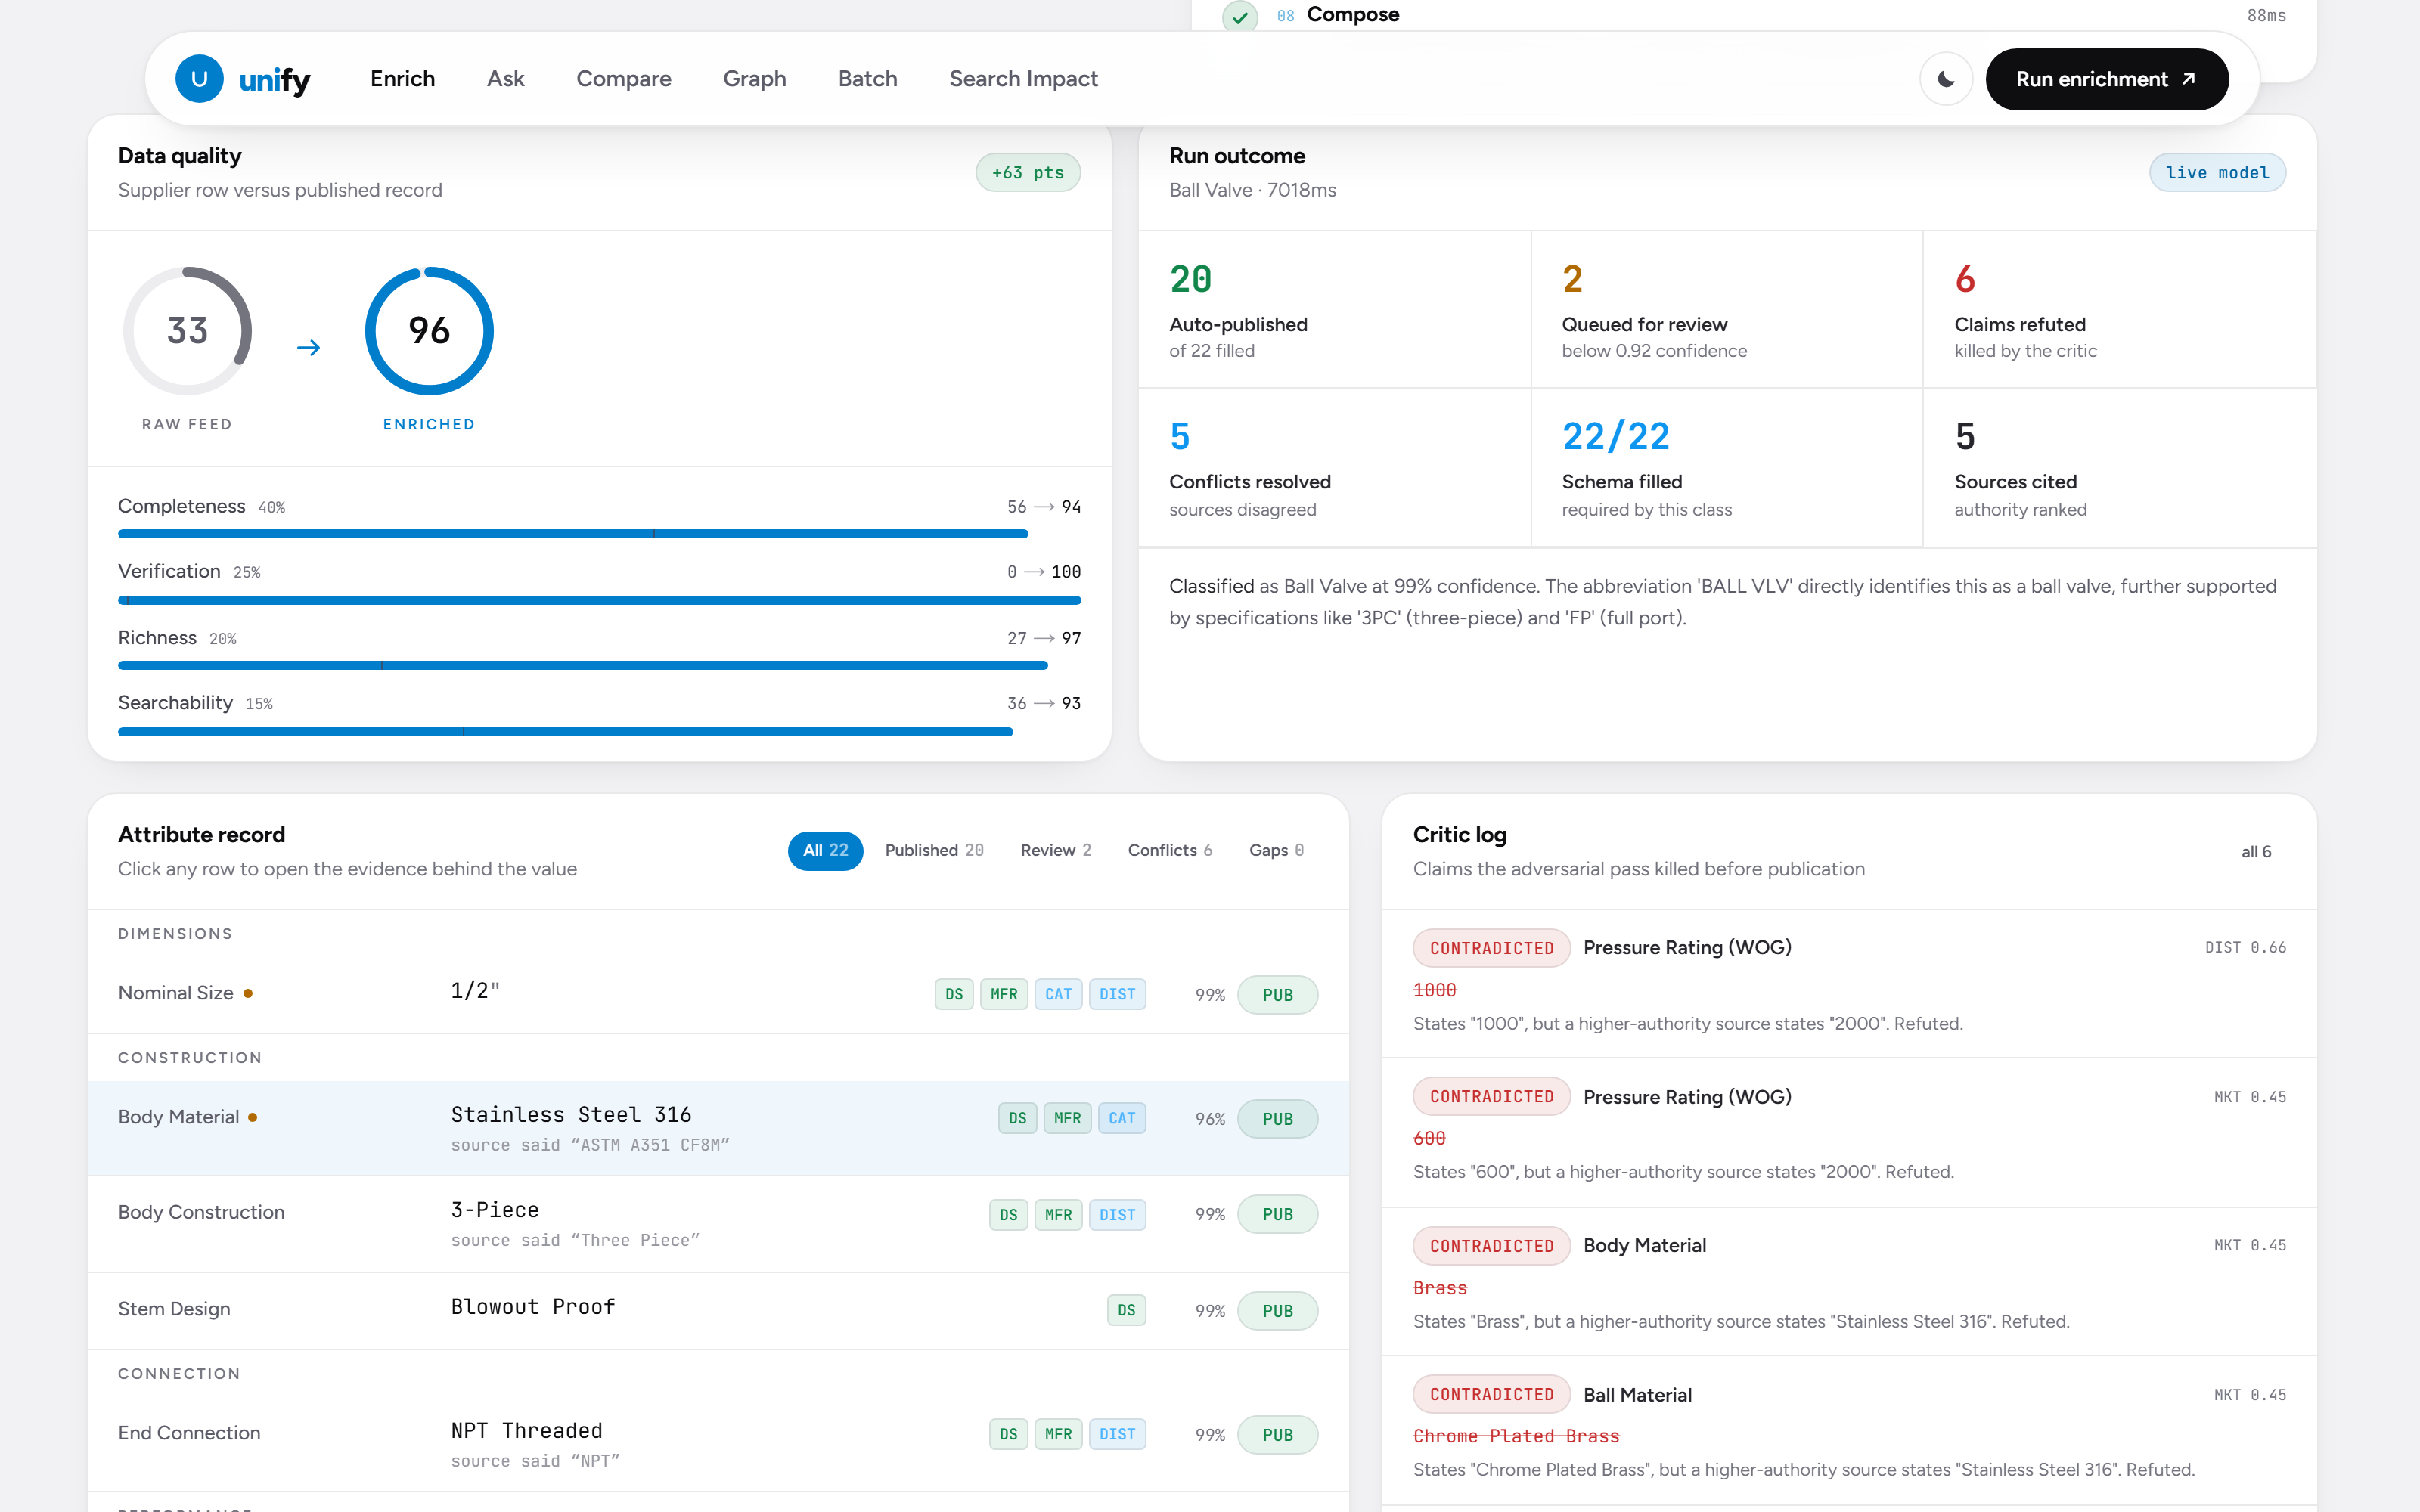 08 Compose 88ms
U unify Enrich Ask Compare Graph Batch Search Impact Run enrichment ↗
Data quality
Supplier row versus published record
+63 pts
33 → 96
RAW FEED ENRICHED
Completeness 40% 56 → 94
Verification 25% 0 → 100
Richness 20% 27 → 97
Searchability 15% 36 → 93
Run outcome
Ball Valve · 7018ms
live model
20
Auto-published
of 22 filled
2
Queued for review
below 0.92 confidence
6
Claims refuted
killed by the critic
5
Conflicts resolved
sources disagreed
22/22
Schema filled
required by this class
5
Sources cited
authority ranked
Classified as Ball Valve at 99% confidence. The abbreviation 'BALL VLV' directly identifies this as a ball valve, further supported
by specifications like '3PC' (three-piece) and 'FP' (full port).
Attribute record
Click any row to open the evidence behind the value
All 22 Published 20 Review 2 Conflicts 6 Gaps 0
DIMENSIONS
Nominal Size 1/2" DS MFR CAT DIST 99% PUB
CONSTRUCTION
Body Material Stainless Steel 316 DS MFR CAT 96% PUB
source said “ASTM A351 CF8M”
Body Construction 3-Piece DS MFR DIST 99% PUB
source said “Three Piece”
Stem Design Blowout Proof DS 99% PUB
CONNECTION
End Connection NPT Threaded DS MFR DIST 99% PUB
source said “NPT”
Critic log
Claims the adversarial pass killed before publication
all 6
CONTRADICTED Pressure Rating (WOG) DIST 0.66
1000
States "1000", but a higher-authority source states "2000". Refuted.
CONTRADICTED Pressure Rating (WOG) MKT 0.45
600
States "600", but a higher-authority source states "2000". Refuted.
CONTRADICTED Body Material MKT 0.45
Brass
States "Brass", but a higher-authority source states "Stainless Steel 316". Refuted.
CONTRADICTED Ball Material MKT 0.45
Chrome Plated Brass
States "Chrome Plated Brass", but a higher-authority source states "Stainless Steel 316". Refuted.